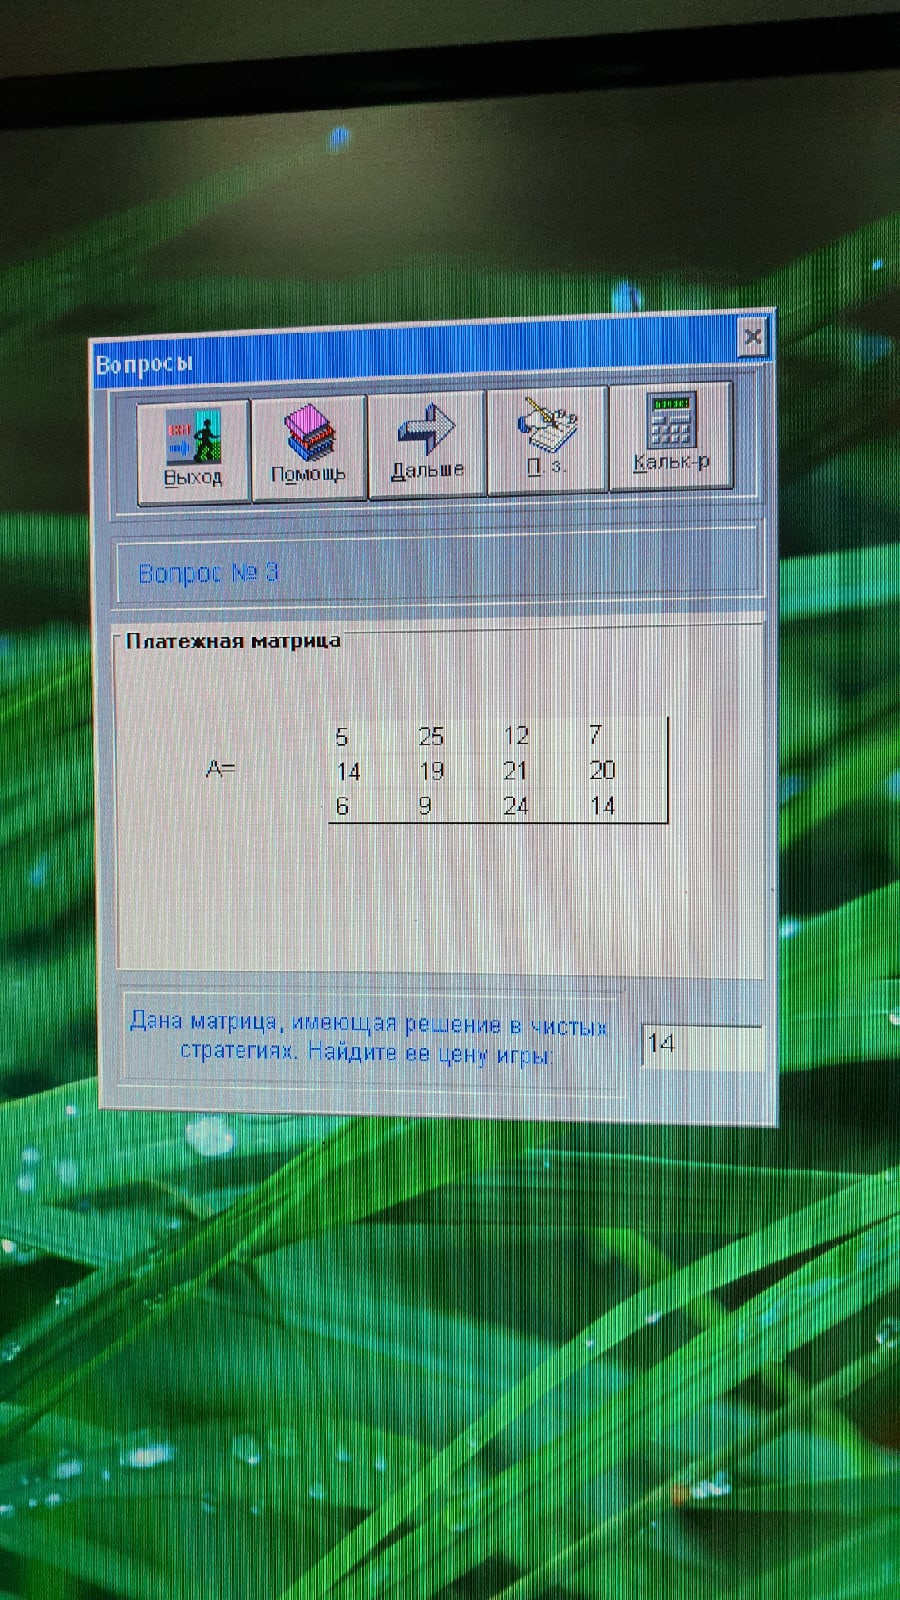 Вопросы
Выход
Помощь
Дальше
П. з.
Кальк-р
Вопрос № 3
Платежная матрица
5 25 12 7
A= 14 19 21 20
6 9 24 14
Дана матрица, имеющая решение в чистых
стратегиях. Найдите ее цену игры:
14